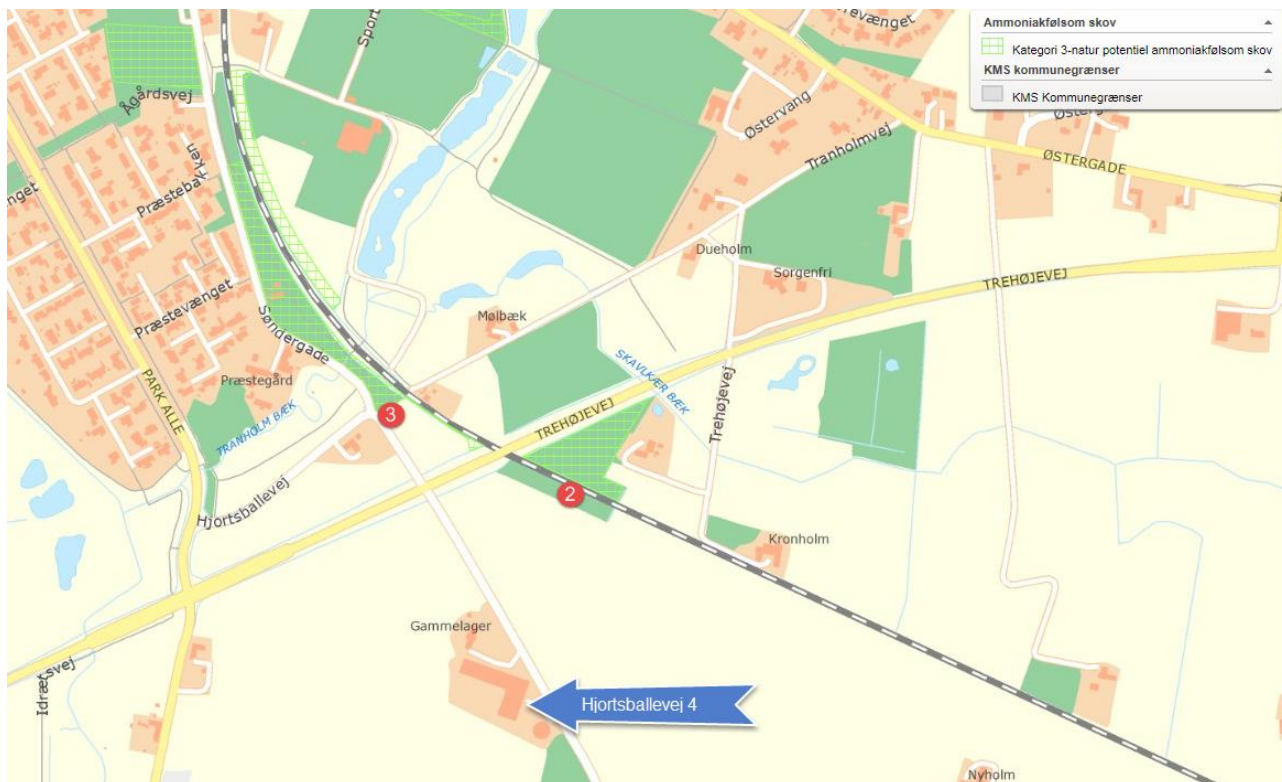 Ammoniakfølsom skov
Kategori 3-natur potentiel ammoniakfølsom skov
KMS kommunegrænser
KMS Kommunegrænser
Sport
Ågårdsvej
Østervang
Tranholmvej
ØSTERGADE
Præstevænget
Søndergade
Præstegård
PARK ALLE
TRANHOLM BÆK
Hjortsballevej
Mølbæk
Dueholm
Sorgenfri
TREHØJEVEJ
SKAVLKÆR BÆK
TREHØJEVEJ
Trehøjevej
3
2
Kronholm
Gammelager
Hjortsballevej 4
Idrætsvej
Nyholm